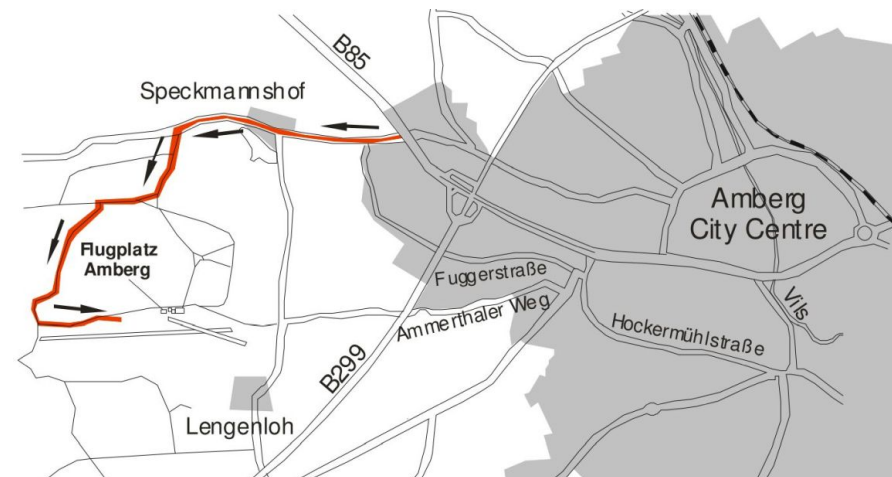 B85
Speckmannshof
Amberg
City Centre
Flugplatz
Amberg
Fuggerstraße
Ammerthaler Weg
Vils
Hockermühlstraße
B299
Lengenloh